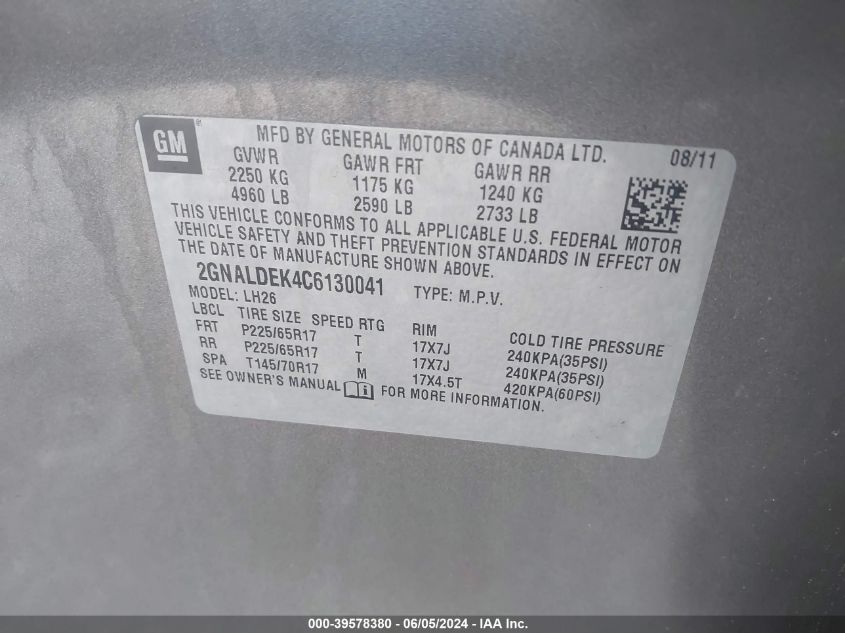 GM ® MFD BY GENERAL MOTORS OF CANADA LTD. 08/11
GVWR GAWR FRT GAWR RR
2250 KG 1175 KG 1240 KG
4960 LB 2590 LB 2733 LB
THIS VEHICLE CONFORMS TO ALL APPLICABLE U.S. FEDERAL MOTOR
VEHICLE SAFETY AND THEFT PREVENTION STANDARDS IN EFFECT ON
THE DATE OF MANUFACTURE SHOWN ABOVE.
2GNALDEK4C6130041 TYPE: M.P.V.
MODEL: LH26
LBCL TIRE SIZE SPEED RTG RIM COLD TIRE PRESSURE
FRT P225/65R17 T 17X7J 240KPA(35PSI)
RR P225/65R17 T 17X7J 240KPA(35PSI)
SPA T145/70R17 M 17X4.5T 420KPA(60PSI)
SEE OWNER'S MANUAL FOR MORE INFORMATION.
000-39578380 - 06/05/2024 - IAA Inc.